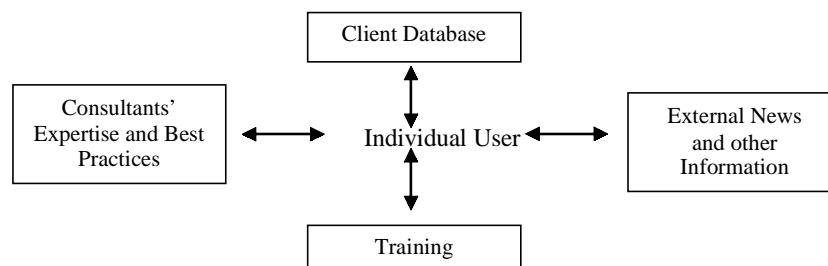 Client Database
Consultants'
Expertise and Best
Practices
Individual User
External News
and other
Information
Training